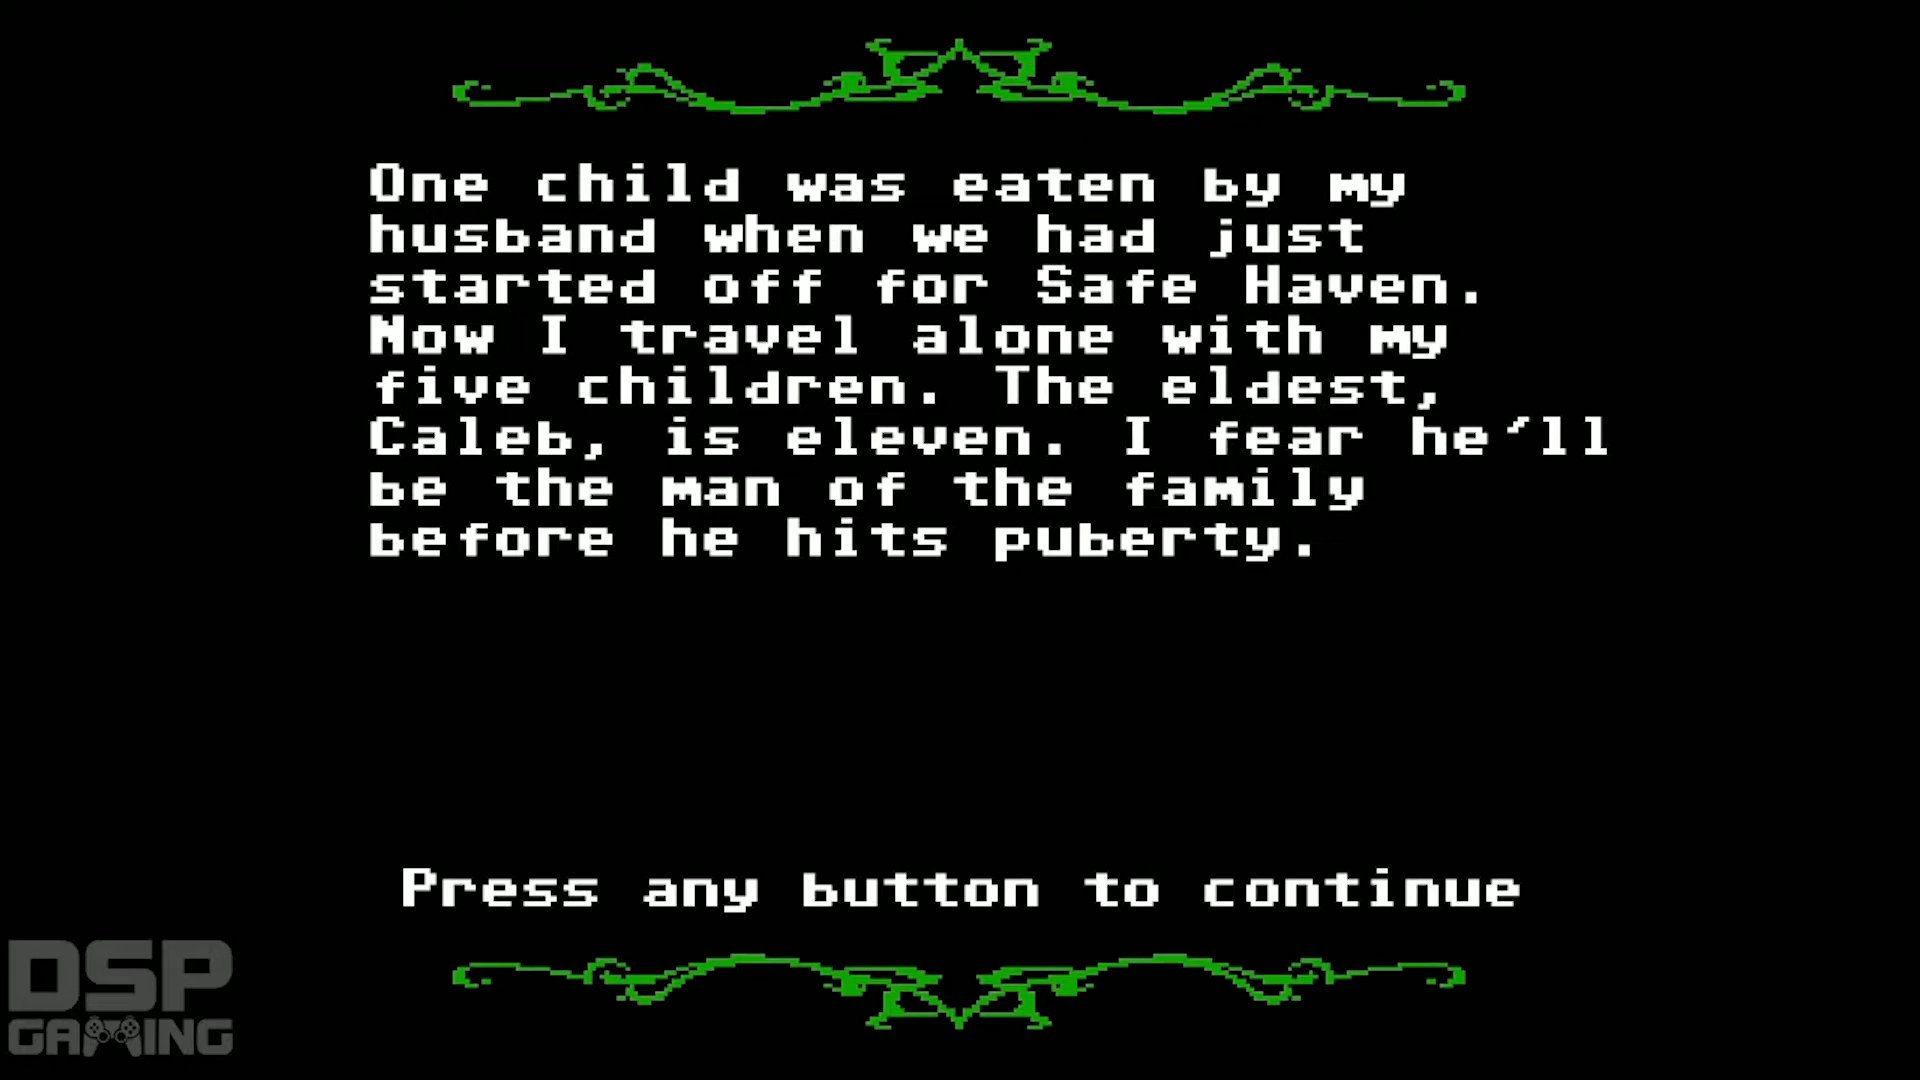 One child was eaten by my
husband when we had just
started off for Safe Haven.
Now I travel alone with my
five children. The eldest,
Caleb, is eleven. I fear he'll
be the man of the family
before he hits puberty.
Press any button to continue
DSP
GAMING